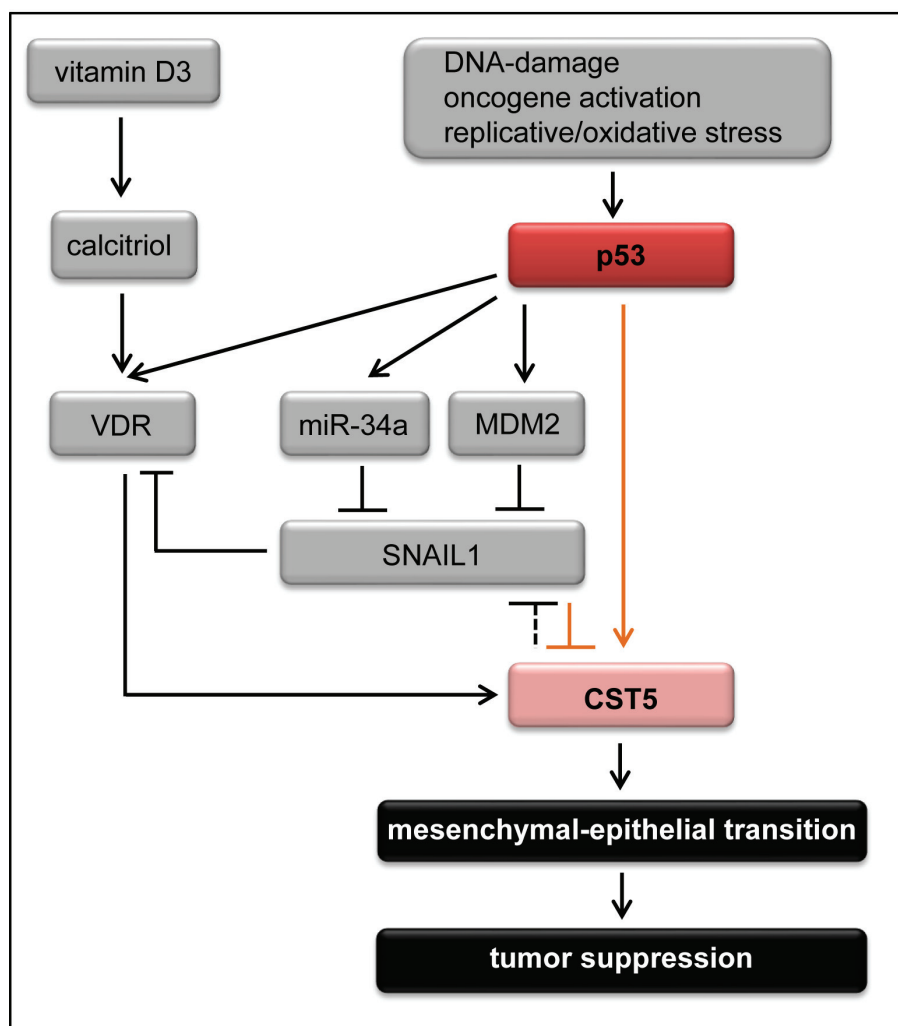 vitamin D3
DNA-damage
oncogene activation
replicative/oxidative stress
calcitriol
p53
VDR
miR-34a
MDM2
SNAIL1
CST5
mesenchymal-epithelial transition
tumor suppression